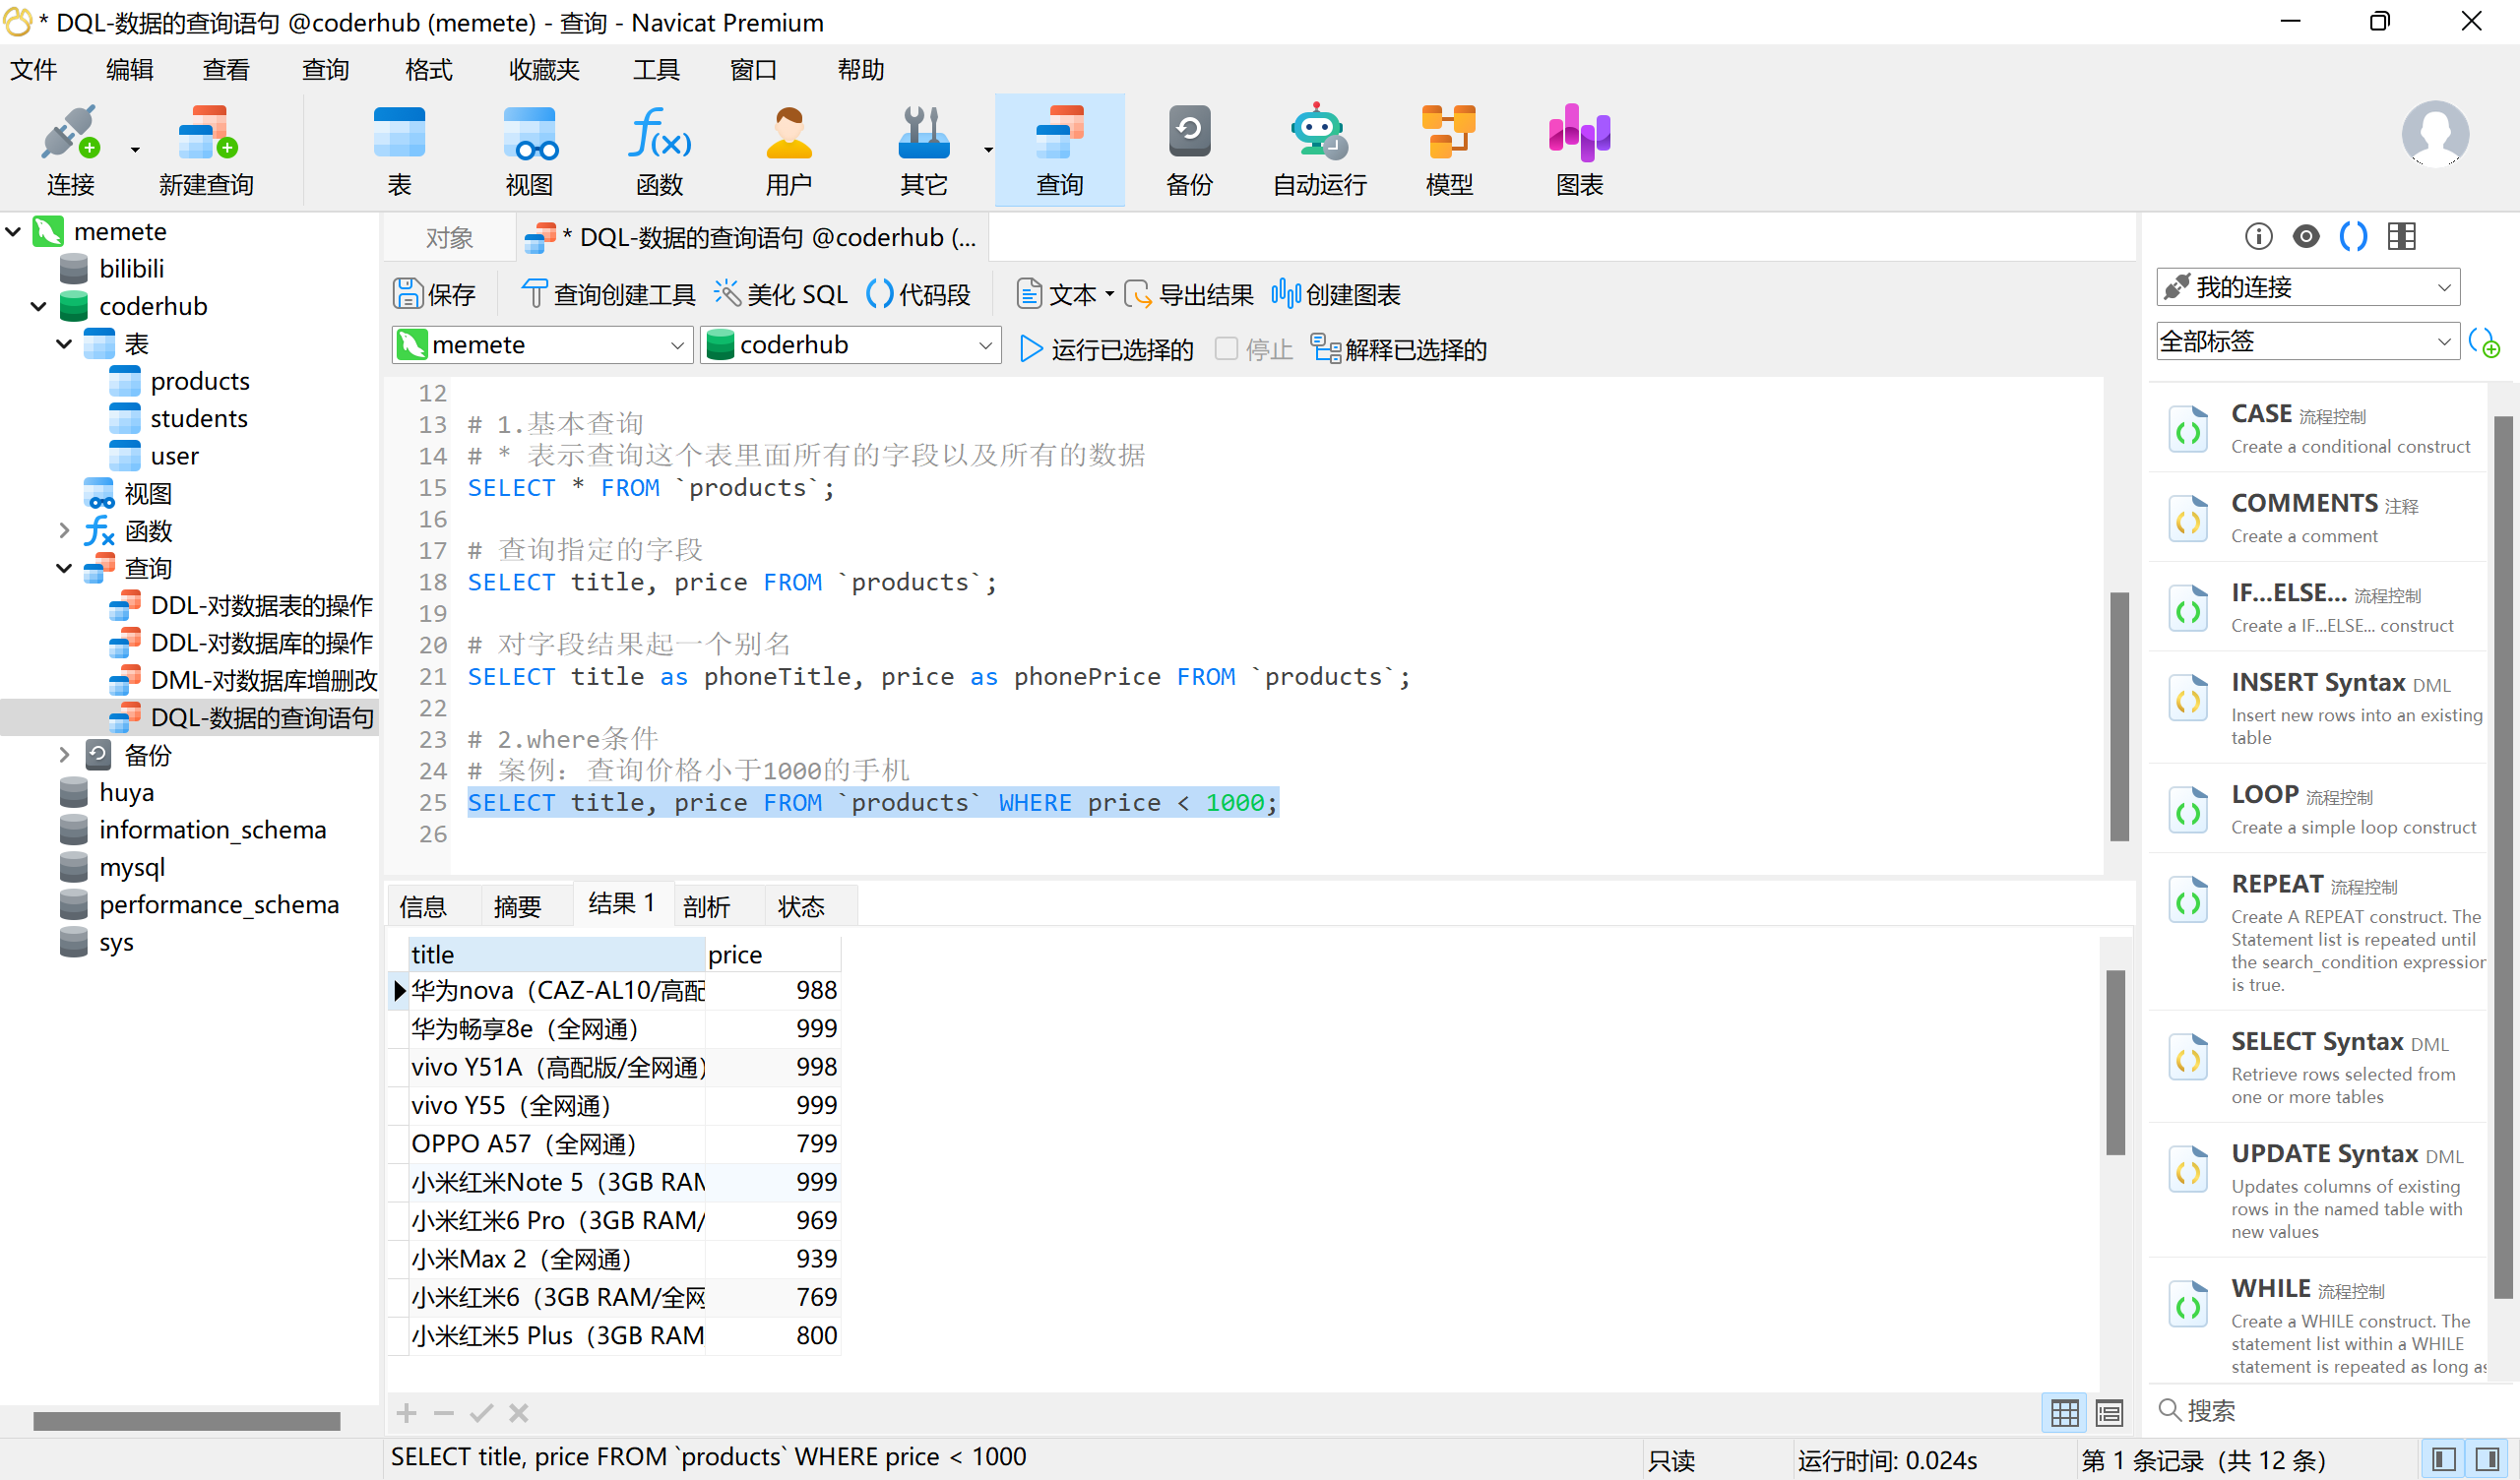 * DQL-数据的查询语句 @coderhub (memete) - 查询 - Navicat Premium
文件 编辑 查看 查询 格式 收藏夹 工具 窗口 帮助
连接 新建查询 表 视图 函数 用户 其它 查询 备份 自动运行 模型 图表
memete
bilibili
coderhub
表
products
students
user
视图
函数
查询
DDL-对数据表的操作
DDL-对数据库的操作
DML-对数据库增删改
DQL-数据的查询语句
备份
huya
information_schema
mysql
performance_schema
sys
对象 * DQL-数据的查询语句 @coderhub (...
保存 查询创建工具 美化 SQL 代码段 文本 导出结果 创建图表
memete coderhub 运行已选择的 停止 解释已选择的
12
13 # 1.基本查询
14 # * 表示查询这个表里面所有的字段以及所有的数据
15 SELECT * FROM `products`;
16
17 # 查询指定的字段
18 SELECT title, price FROM `products`;
19
20 # 对字段结果起一个别名
21 SELECT title as phoneTitle, price as phonePrice FROM `products`;
22
23 # 2.where条件
24 # 案例：查询价格小于1000的手机
25 SELECT title, price FROM `products` WHERE price < 1000;
26
信息 摘要 结果 1 剖析 状态
title price
华为nova（CAZ-AL10/高配 988
华为畅享8e（全网通） 999
vivo Y51A（高配版/全网通） 998
vivo Y55（全网通） 999
OPPO A57（全网通） 799
小米红米Note 5（3GB RAM 999
小米红米6 Pro（3GB RAM/ 969
小米Max 2（全网通） 939
小米红米6（3GB RAM/全网 769
小米红米5 Plus（3GB RAM 800
我的连接
全部标签
CASE 流程控制
Create a conditional construct
COMMENTS 注释
Create a comment
IF...ELSE... 流程控制
Create a IF...ELSE... construct
INSERT Syntax DML
Insert new rows into an existing
table
LOOP 流程控制
Create a simple loop construct
REPEAT 流程控制
Create A REPEAT construct. The
Statement list is repeated until
the search_condition expression
is true.
SELECT Syntax DML
Retrieve rows selected from
one or more tables
UPDATE Syntax DML
Updates columns of existing
rows in the named table with
new values
WHILE 流程控制
Create a WHILE construct. The
statement list within a WHILE
statement is repeated as long as
搜索
SELECT title, price FROM `products` WHERE price < 1000 只读 运行时间: 0.024s 第 1 条记录（共 12 条）